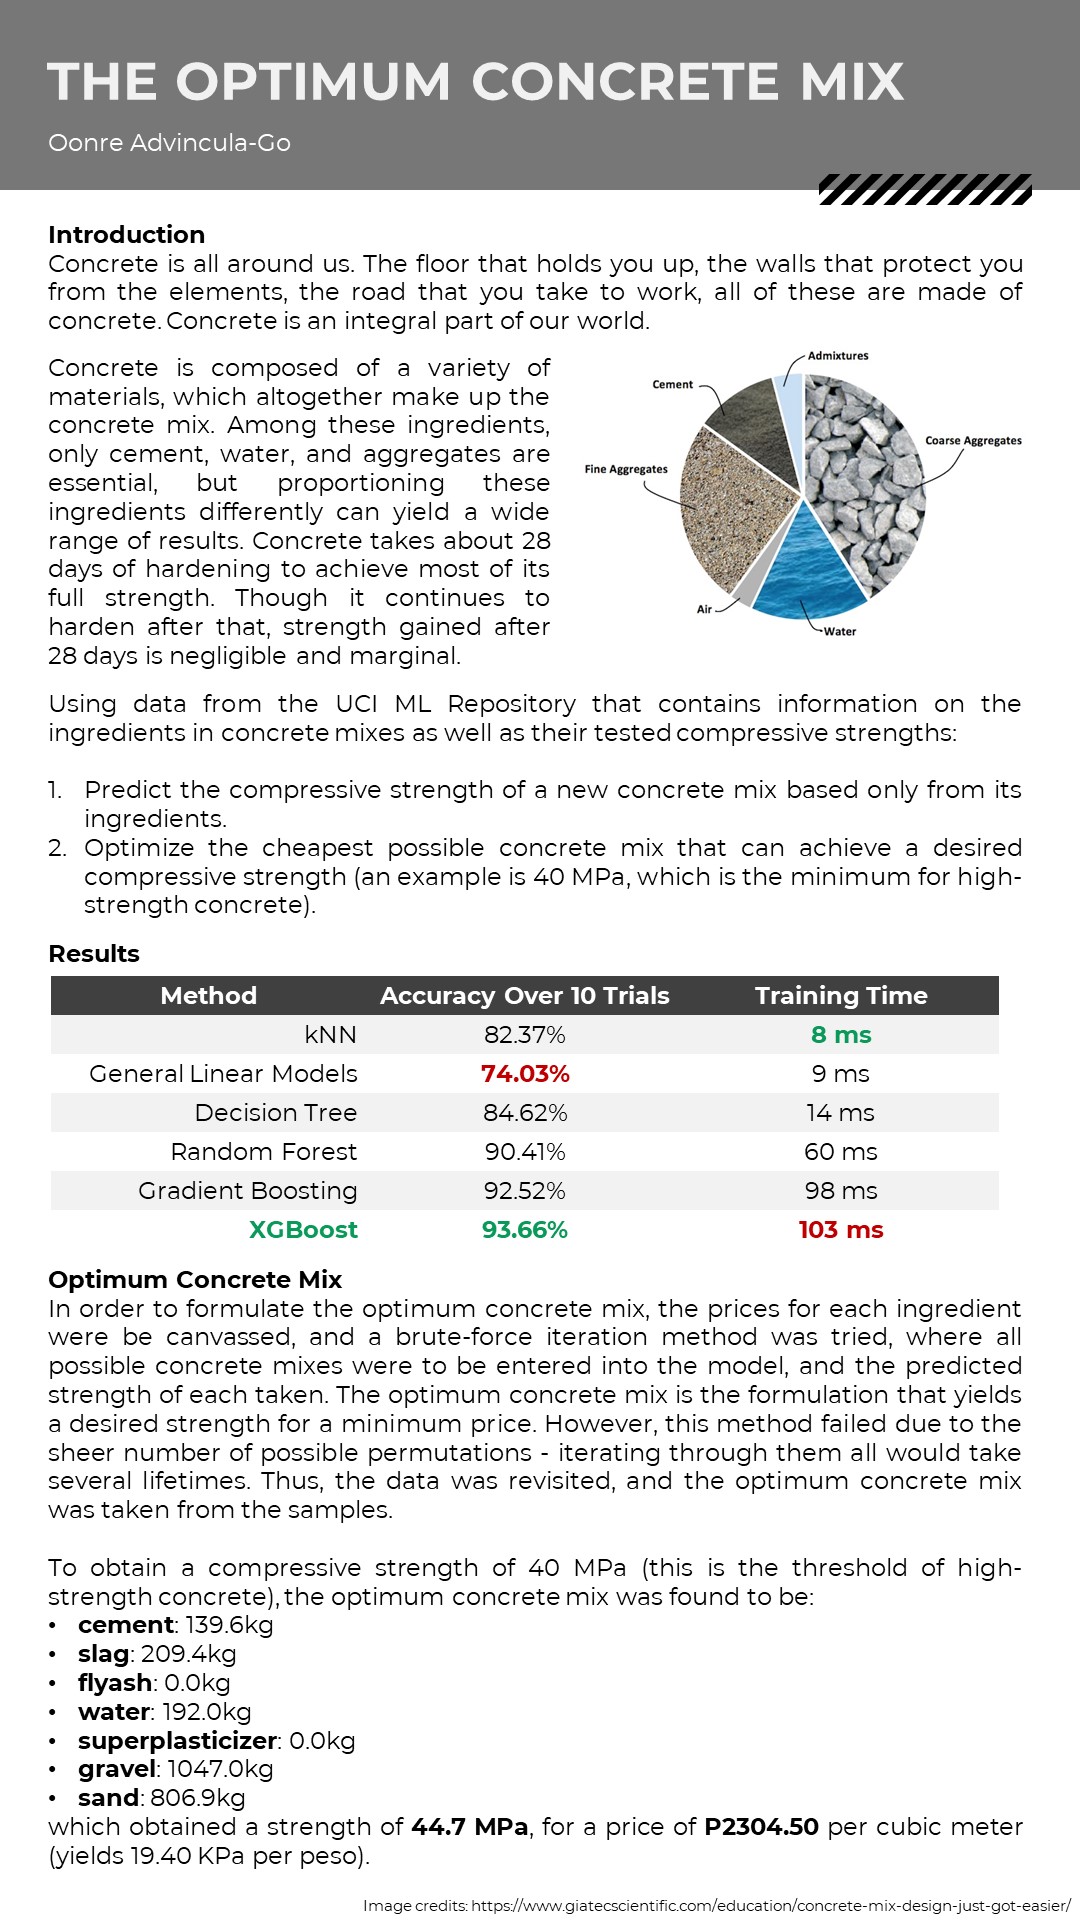 THE OPTIMUM CONCRETE MIX
Oonre Advincula-Go
Introduction
Concrete is all around us. The floor that holds you up, the walls that protect you
from the elements, the road that you take to work, all of these are made of
concrete. Concrete is an integral part of our world.
Concrete is composed of a variety of
materials, which altogether make up the
concrete mix. Among these ingredients,
only cement, water, and aggregates are
essential, but proportioning these
ingredients differently can yield a wide
range of results. Concrete takes about 28
days of hardening to achieve most of its
full strength. Though it continues to
harden after that, strength gained after
28 days is negligible and marginal.
Admixtures
Cement
Coarse Aggregates
Fine Aggregates
Air
Water
Using data from the UCI ML Repository that contains information on the
ingredients in concrete mixes as well as their tested compressive strengths:
1. Predict the compressive strength of a new concrete mix based only from its
ingredients.
2. Optimize the cheapest possible concrete mix that can achieve a desired
compressive strength (an example is 40 MPa, which is the minimum for high-
strength concrete).
Results
Method Accuracy Over 10 Trials Training Time
kNN 82.37% 8 ms
General Linear Models 74.03% 9 ms
Decision Tree 84.62% 14 ms
Random Forest 90.41% 60 ms
Gradient Boosting 92.52% 98 ms
XGBoost 93.66% 103 ms
Optimum Concrete Mix
In order to formulate the optimum concrete mix, the prices for each ingredient
were be canvassed, and a brute-force iteration method was tried, where all
possible concrete mixes were to be entered into the model, and the predicted
strength of each taken. The optimum concrete mix is the formulation that yields
a desired strength for a minimum price. However, this method failed due to the
sheer number of possible permutations - iterating through them all would take
several lifetimes. Thus, the data was revisited, and the optimum concrete mix
was taken from the samples.
To obtain a compressive strength of 40 MPa (this is the threshold of high-
strength concrete), the optimum concrete mix was found to be:
• cement: 139.6kg
• slag: 209.4kg
• flyash: 0.0kg
• water: 192.0kg
• superplasticizer: 0.0kg
• gravel: 1047.0kg
• sand: 806.9kg
which obtained a strength of 44.7 MPa, for a price of P2304.50 per cubic meter
(yields 19.40 KPa per peso).
Image credits: https://www.giatecscientific.com/education/concrete-mix-design-just-got-easier/